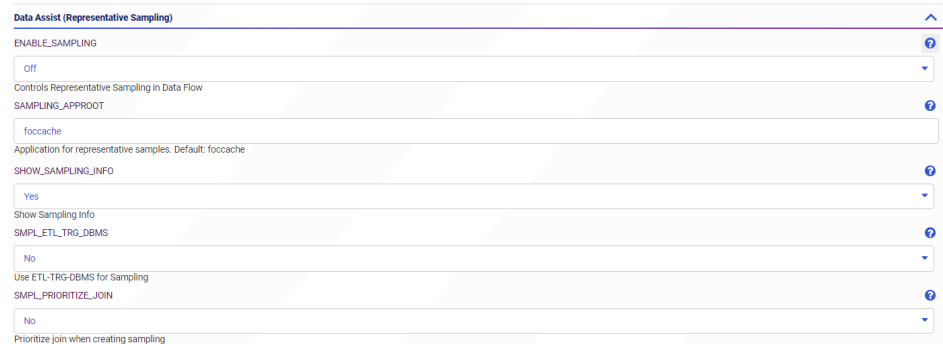 Data Assist (Representative Sampling)
ENABLE_SAMPLING
Off
Controls Representative Sampling in Data Flow
SAMPLING_APPROOT
foccache
Application for representative samples. Default: foccache
SHOW_SAMPLING_INFO
Yes
Show Sampling Info
SMPL_ETL_TRG_DBMS
No
Use ETL-TRG-DBMS for Sampling
SMPL_PRIORITIZE_JOIN
No
Prioritize join when creating sampling